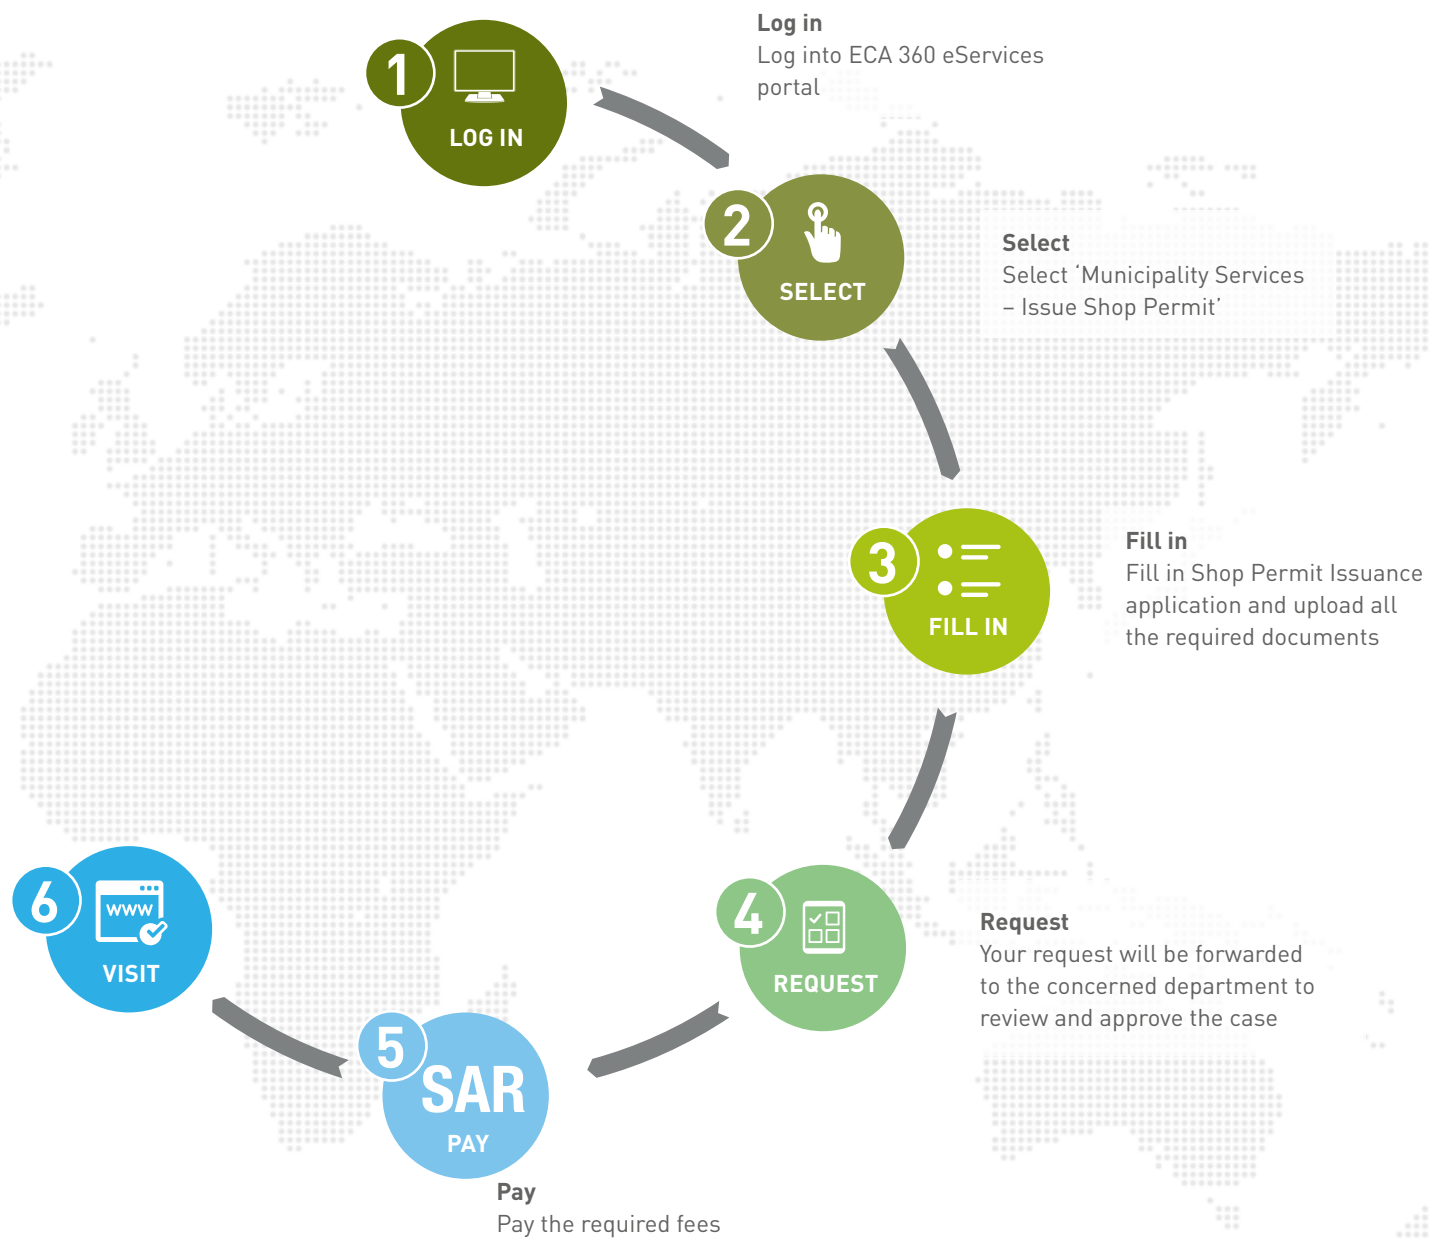 1
LOG IN
Log in
Log into ECA 360 eServices
portal
2
SELECT
Select
Select ‘Municipality Services
– Issue Shop Permit’
3
FILL IN
Fill in
Fill in Shop Permit Issuance
application and upload all
the required documents
4
REQUEST
Request
Your request will be forwarded
to the concerned department to
review and approve the case
5
SAR
PAY
Pay
Pay the required fees
6
WWW
VISIT